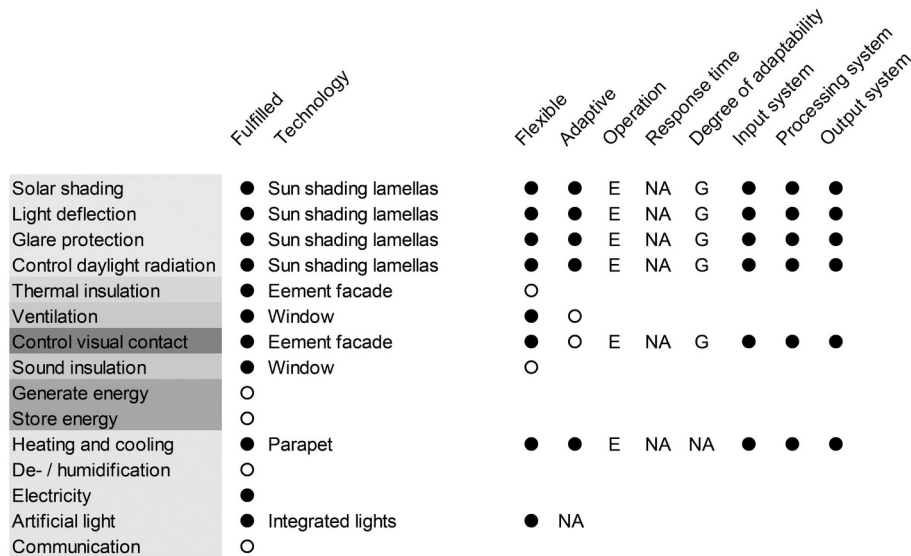 Fulfilled Technology Flexible Adaptive Operation Response time Degree of adaptability Input system Processing system Output system
Solar shading ● Sun shading lamellas ● ● E NA G ● ● ●
Light deflection ● Sun shading lamellas ● ● E NA G ● ● ●
Glare protection ● Sun shading lamellas ● ● E NA G ● ● ●
Control daylight radiation ● Sun shading lamellas ● ● E NA G ● ● ●
Thermal insulation ● Eement facade ○
Ventilation ● Window ● ○
Control visual contact ● Eement facade ● ○ E NA G ● ● ●
Sound insulation ● Window ○
Generate energy ○
Store energy ○
Heating and cooling ● Parapet ● ● E NA NA ● ● ●
De- / humidification ○
Electricity ●
Artificial light ● Integrated lights ● NA
Communication ○